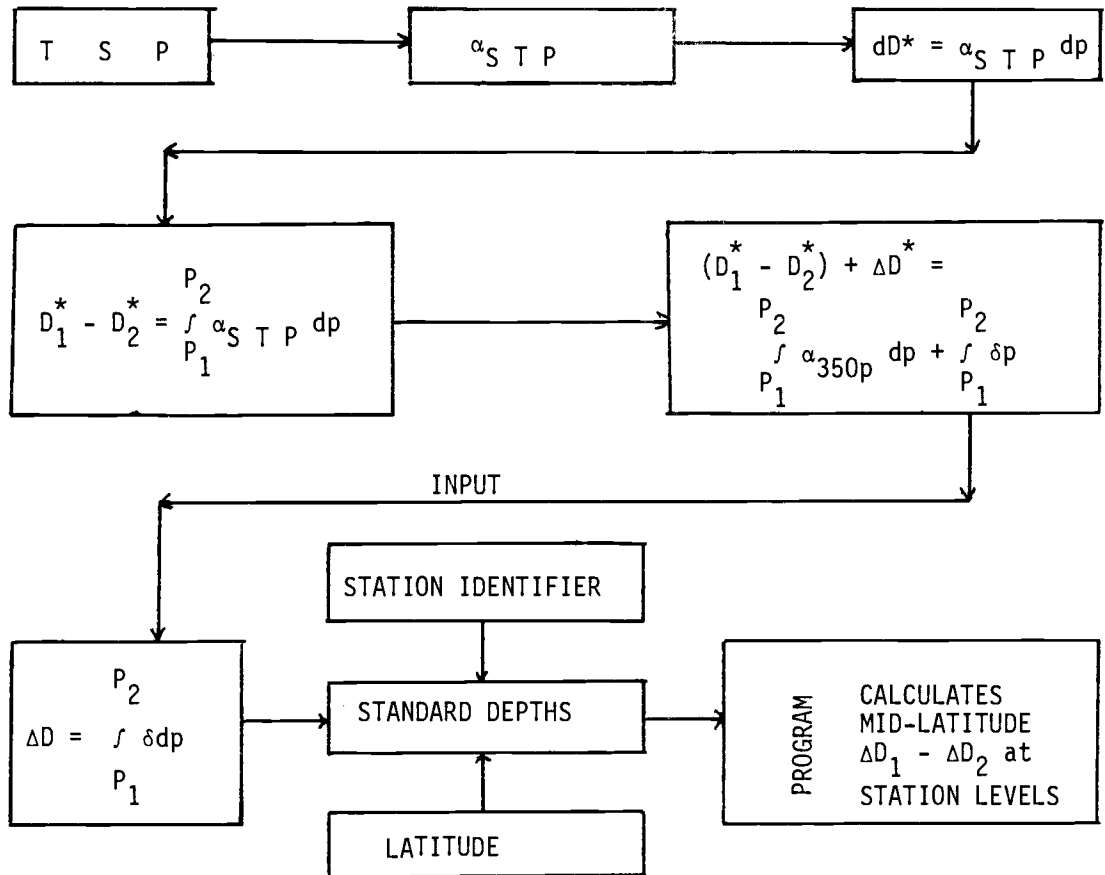 T S P
α S T P
dD* = α S T P dp
D₁* - D₂* = ∫ α S T P dp
P₂
P₁
(D₁* - D₂*) + ΔD* =
P₂ P₂
∫ α350p dp + ∫ δp
P₁ P₁
INPUT
STATION IDENTIFIER
P₂
ΔD = ∫ δdp
P₁
STANDARD DEPTHS
LATITUDE
PROGRAM
CALCULATES
MID-LATITUDE
ΔD₁ - ΔD₂ at
STATION LEVELS